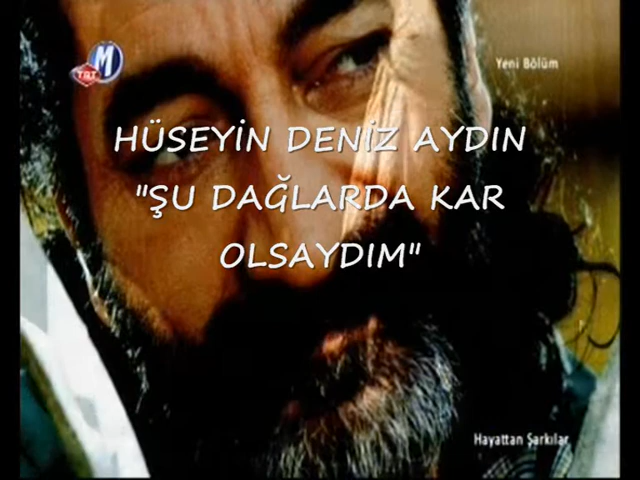 TRT M
Yeni Bölüm
HÜSEYİN DENİZ AYDIN
"ŞU DAĞLARDA KAR
OLSAYDIM"
Hayattan Şarkılar